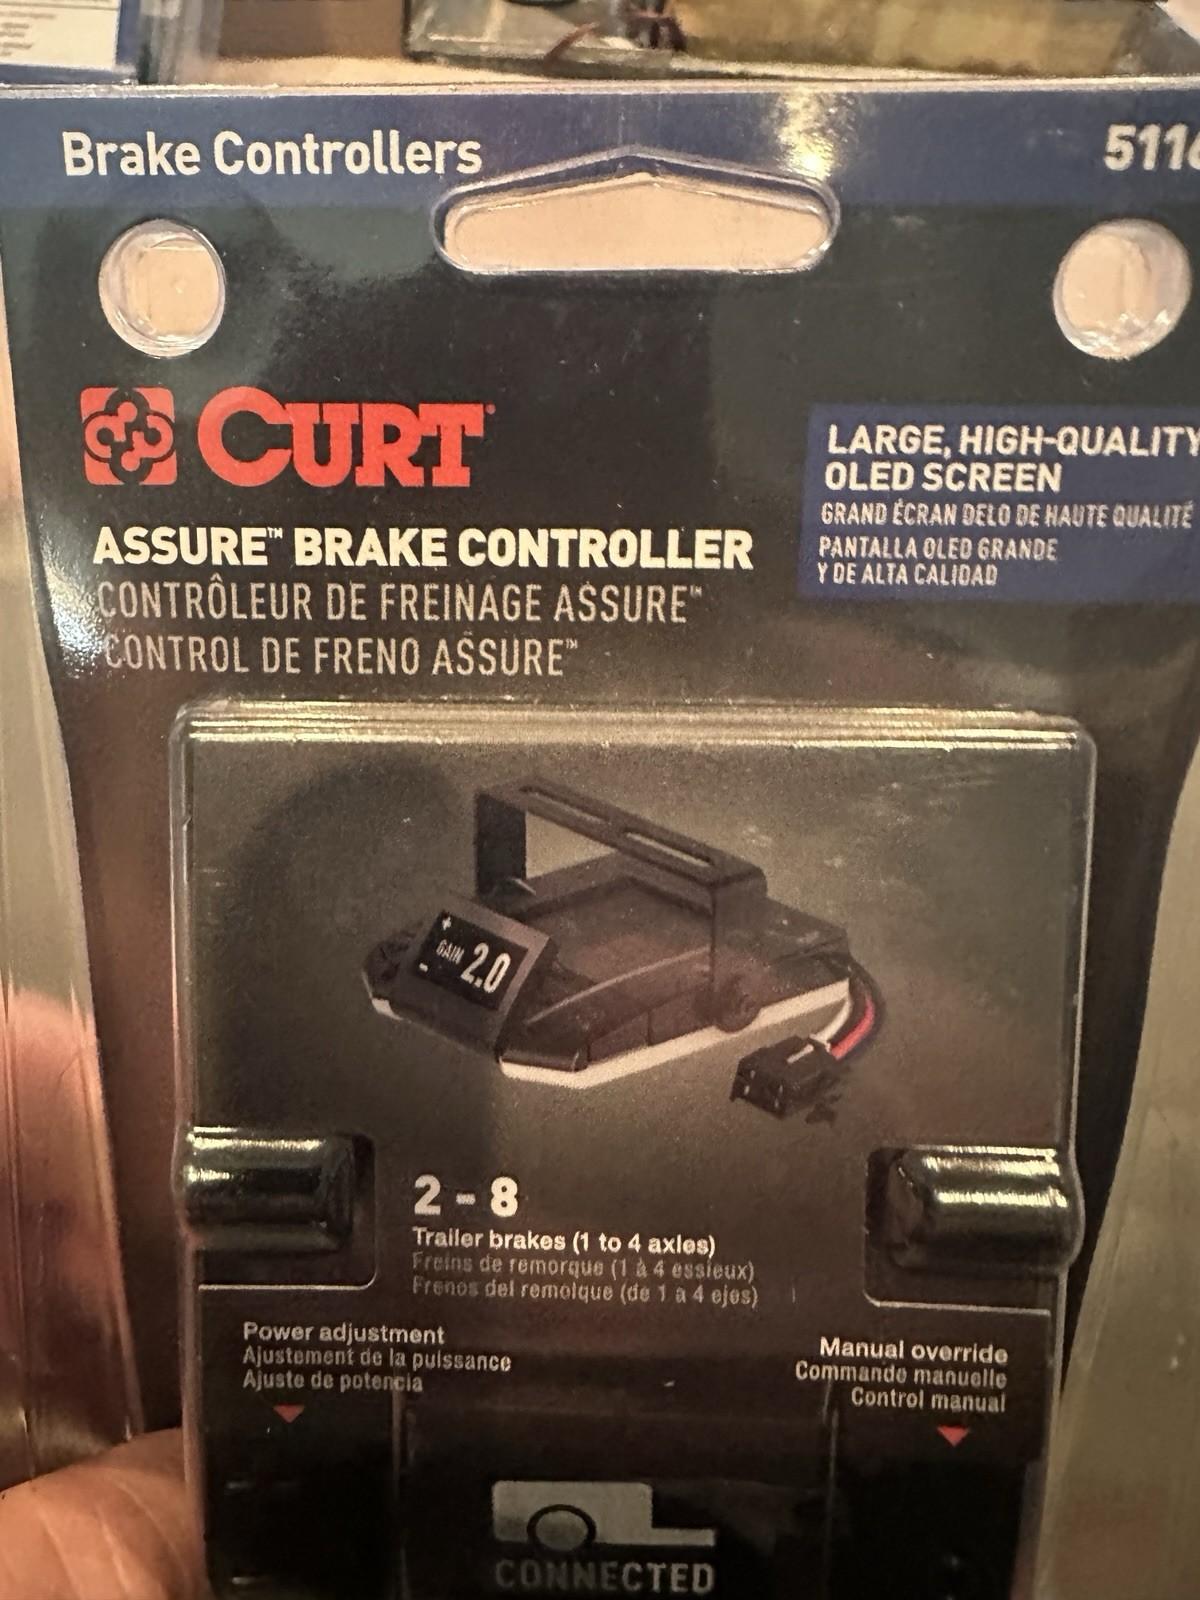 Brake Controllers
5116
CURT
LARGE, HIGH-QUALITY
OLED SCREEN
GRAND ÉCRAN DELO DE HAUTE QUALITÉ
PANTALLA OLED GRANDE
Y DE ALTA CALIDAD
ASSURE™ BRAKE CONTROLLER
CONTRÔLEUR DE FREINAGE ASSURE™
CONTROL DE FRENO ASSURE™
+
GAIN 2.0
-
2 - 8
Trailer brakes (1 to 4 axles)
Freins de remorque (1 à 4 essieux)
Frenos del remolque (de 1 a 4 ejes)
Power adjustment
Ajustement de la puissance
Ajuste de potencia
Manual override
Commande manuelle
Control manual
CONNECTED